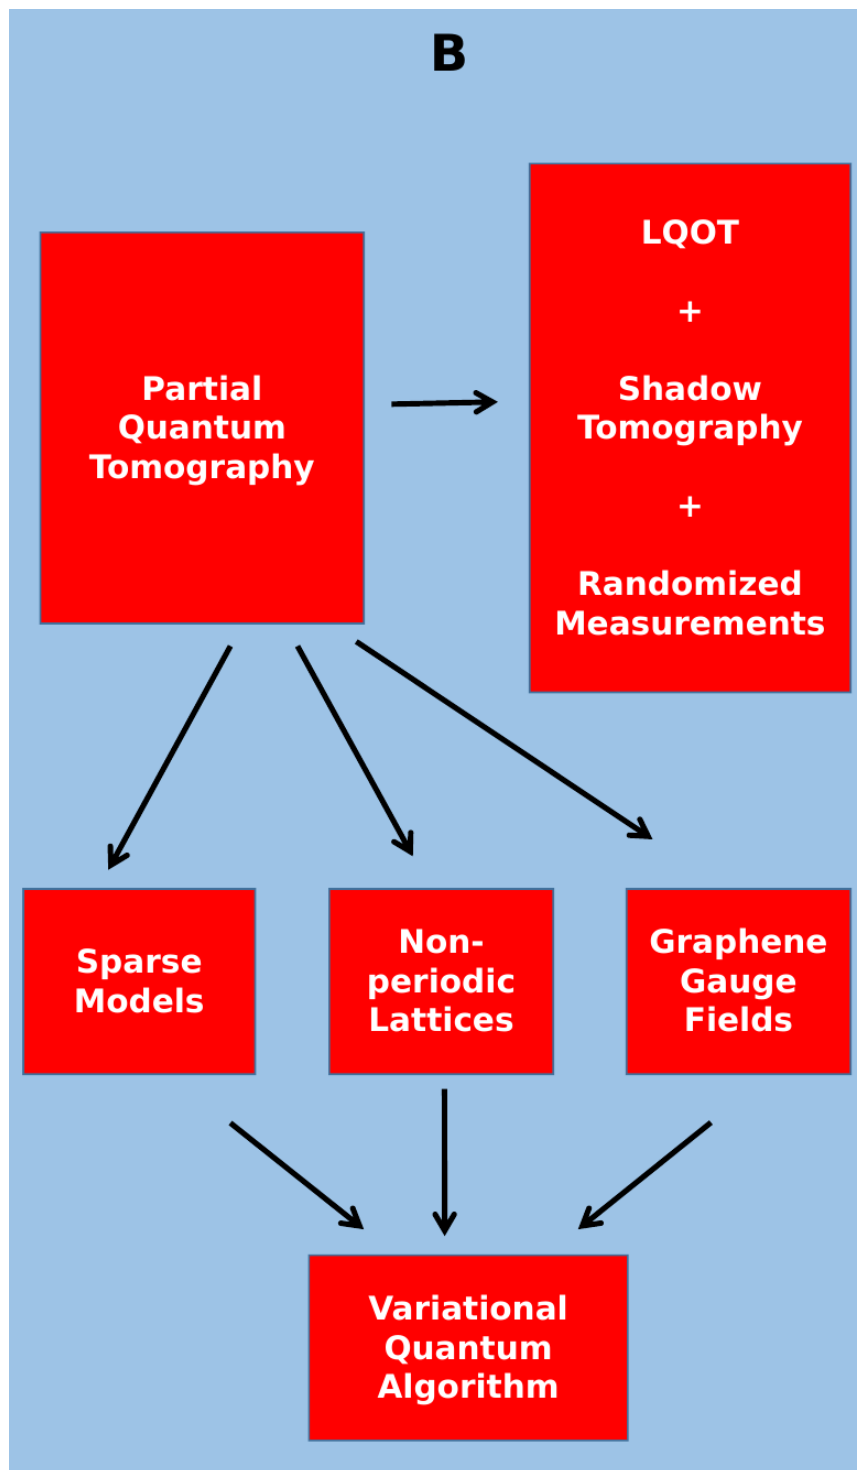 B
Partial
Quantum
Tomography
LQOT
+
Shadow
Tomography
+
Randomized
Measurements
Sparse
Models
Non-
periodic
Lattices
Graphene
Gauge
Fields
Variational
Quantum
Algorithm